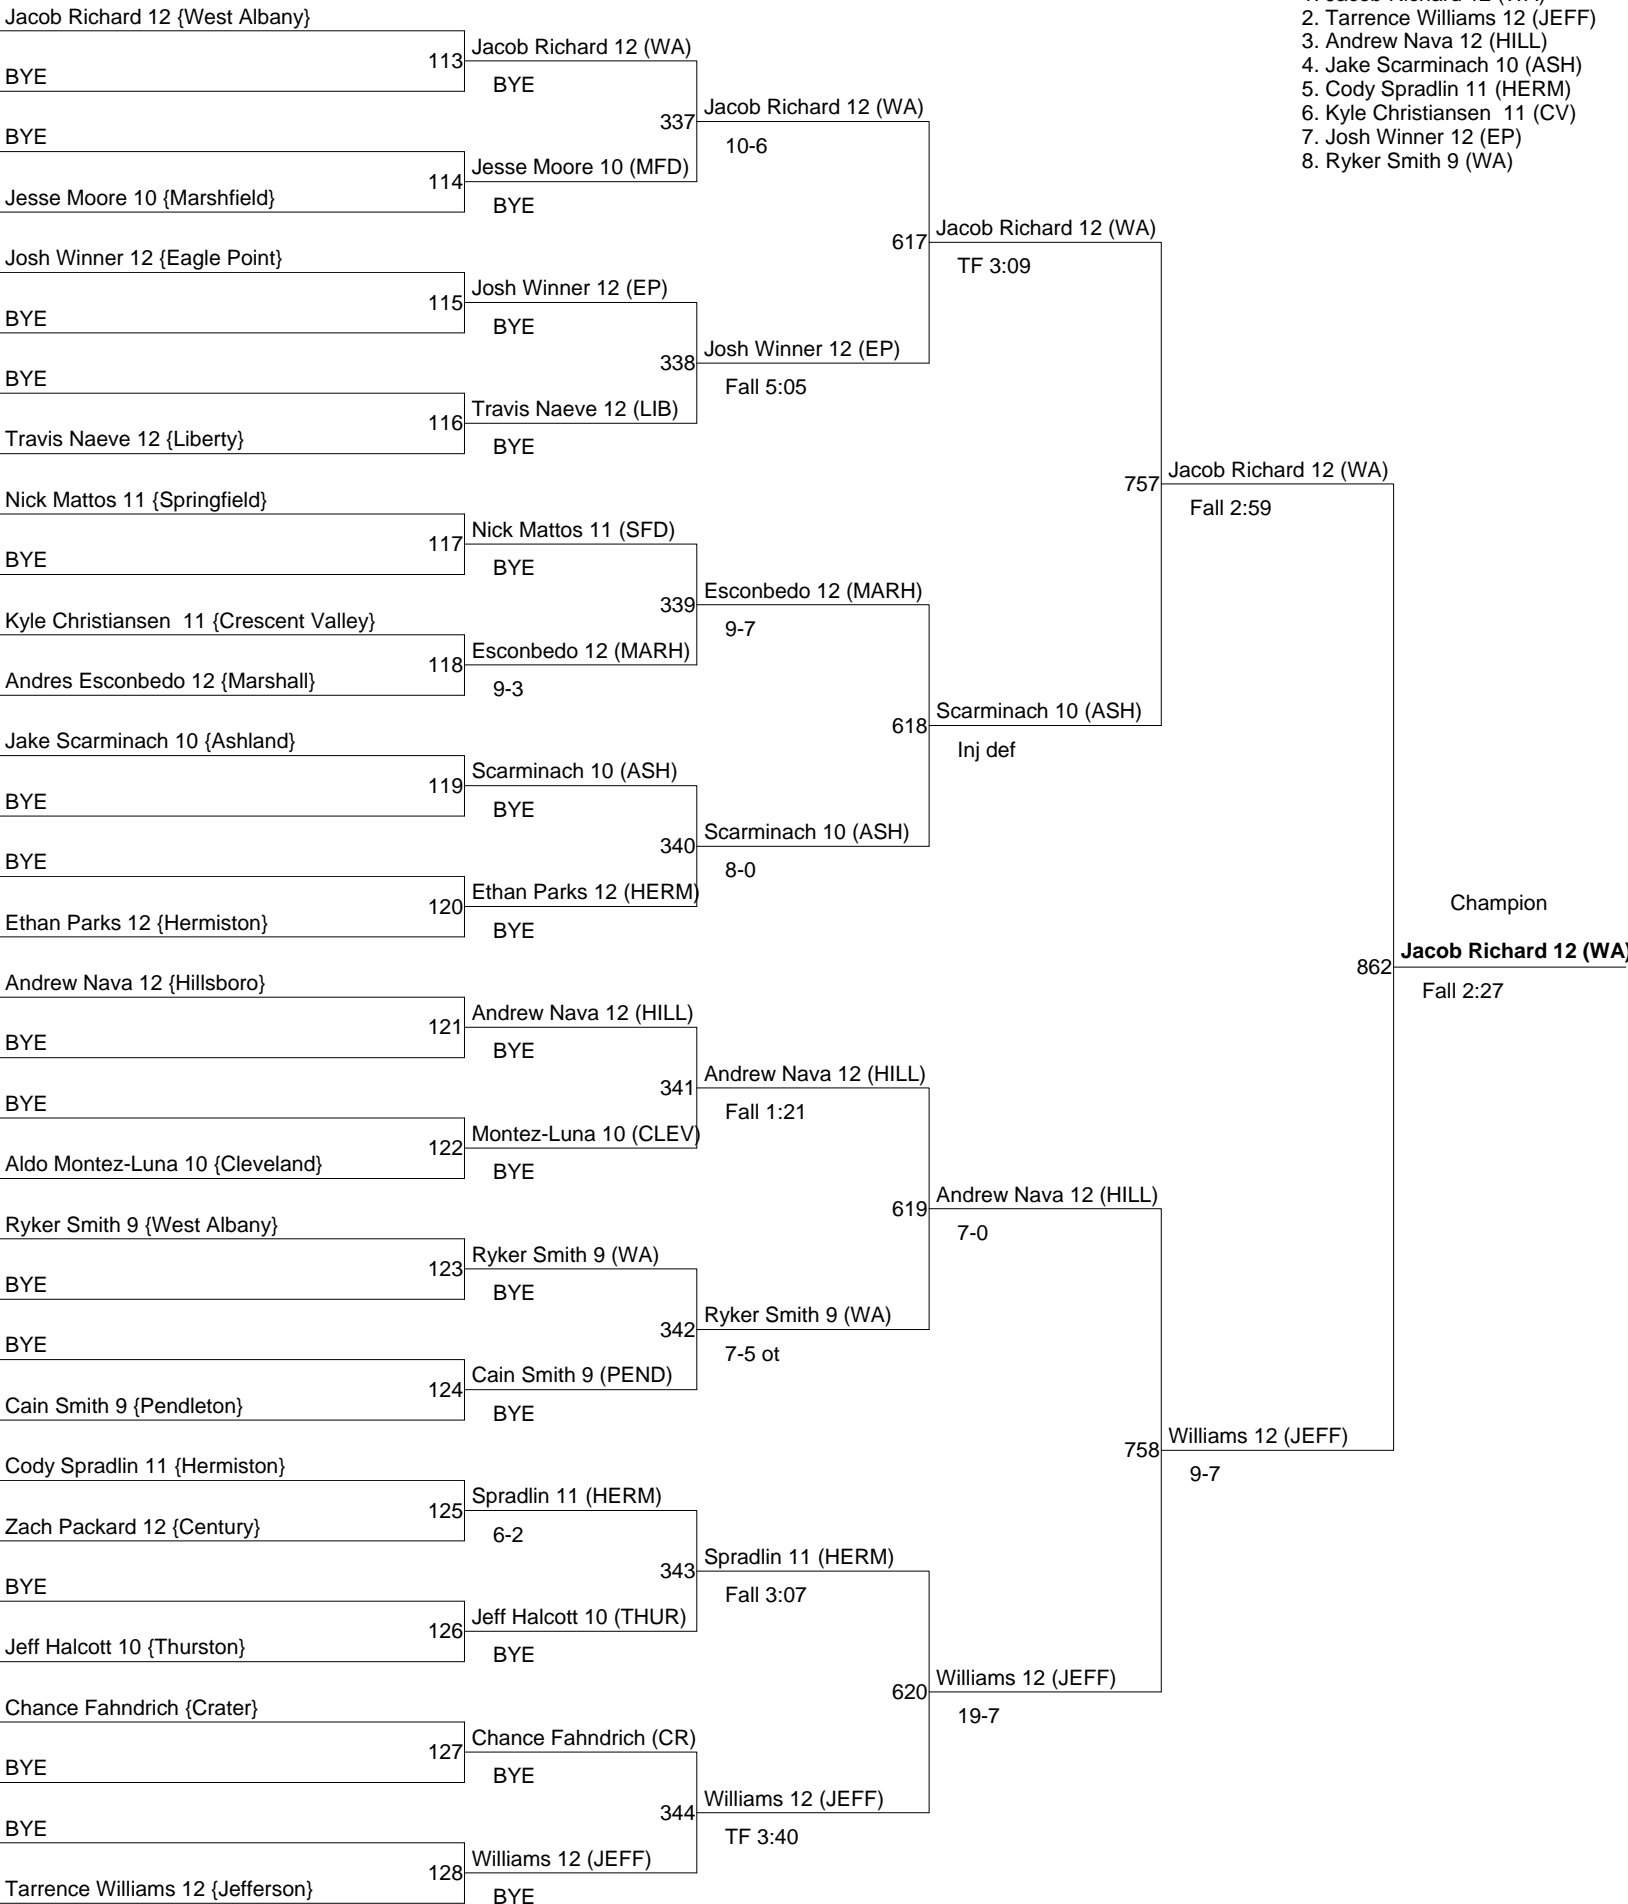 Jacob Richard 12 {West Albany}
BYE
BYE
Jesse Moore 10 {Marshfield}
Josh Winner 12 {Eagle Point}
BYE
BYE
Travis Naeve 12 {Liberty}
Nick Mattos 11 {Springfield}
BYE
Kyle Christiansen  11 {Crescent Valley}
Andres Esconbedo 12 {Marshall}
Jake Scarminach 10 {Ashland}
BYE
BYE
Ethan Parks 12 {Hermiston}
Andrew Nava 12 {Hillsboro}
BYE
BYE
Aldo Montez-Luna 10 {Cleveland}
Ryker Smith 9 {West Albany}
BYE
BYE
Cain Smith 9 {Pendleton}
Cody Spradlin 11 {Hermiston}
Zach Packard 12 {Century}
BYE
Jeff Halcott 10 {Thurston}
Chance Fahndrich {Crater}
BYE
BYE
Tarrence Williams 12 {Jefferson}
113 Jacob Richard 12 (WA)
BYE
114 Jesse Moore 10 (MFD)
BYE
115 Josh Winner 12 (EP)
BYE
116 Travis Naeve 12 (LIB)
BYE
117 Nick Mattos 11 (SFD)
BYE
118 Esconbedo 12 (MARH)
9-3
119 Scarminach 10 (ASH)
BYE
120 Ethan Parks 12 (HERM)
BYE
121 Andrew Nava 12 (HILL)
BYE
122 Montez-Luna 10 (CLEV)
BYE
123 Ryker Smith 9 (WA)
BYE
124 Cain Smith 9 (PEND)
BYE
125 Spradlin 11 (HERM)
6-2
126 Jeff Halcott 10 (THUR)
BYE
127 Chance Fahndrich (CR)
BYE
128 Williams 12 (JEFF)
BYE
337 Jacob Richard 12 (WA)
10-6
338 Josh Winner 12 (EP)
Fall 5:05
339 Esconbedo 12 (MARH)
9-7
340 Scarminach 10 (ASH)
8-0
341 Andrew Nava 12 (HILL)
Fall 1:21
342 Ryker Smith 9 (WA)
7-5 ot
343 Spradlin 11 (HERM)
Fall 3:07
344 Williams 12 (JEFF)
TF 3:40
617 Jacob Richard 12 (WA)
TF 3:09
618 Scarminach 10 (ASH)
Inj def
619 Andrew Nava 12 (HILL)
7-0
620 Williams 12 (JEFF)
19-7
757 Jacob Richard 12 (WA)
Fall 2:59
758 Williams 12 (JEFF)
9-7
Champion
862 Jacob Richard 12 (WA)
Fall 2:27
1. Jacob Richard 12 (WA)
2. Tarrence Williams 12 (JEFF)
3. Andrew Nava 12 (HILL)
4. Jake Scarminach 10 (ASH)
5. Cody Spradlin 11 (HERM)
6. Kyle Christiansen  11 (CV)
7. Josh Winner 12 (EP)
8. Ryker Smith 9 (WA)